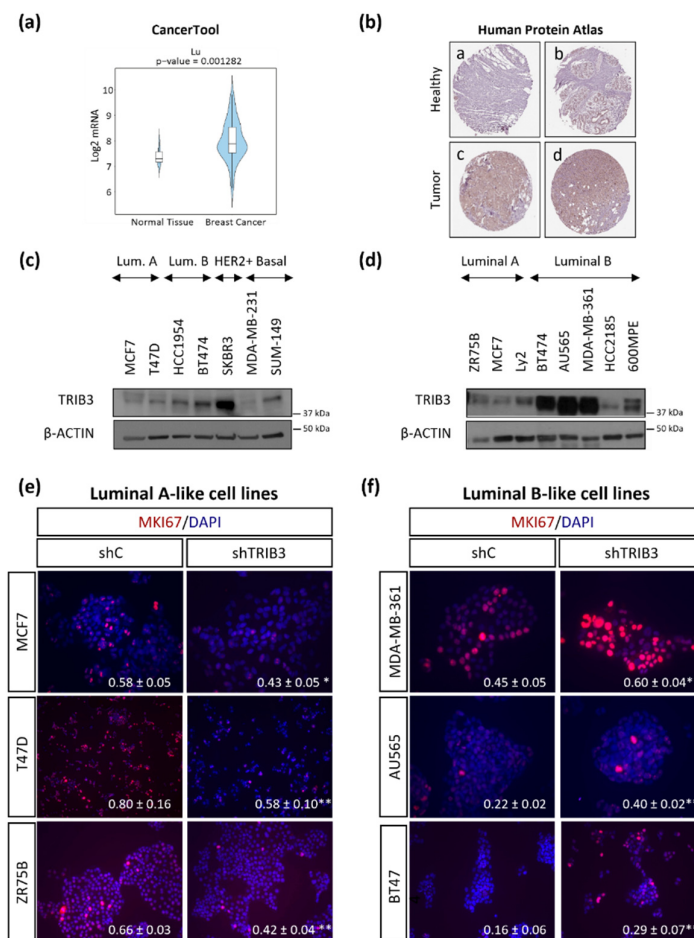 (a)
CancerTool
Lu
p-value = 0.001282
Log2 mRNA
10
9
8
7
6
Normal Tissue
Breast Cancer
(b)
Human Protein Atlas
Healthy
a
b
Tumor
c
d
(c)
Lum. A
Lum. B
HER2+
Basal
MCF7
T47D
HCC1954
BT474
SKBR3
MDA-MB-231
SUM-149
TRIB3
37 kDa
β-ACTIN
50 kDa
(d)
Luminal A
Luminal B
ZR75B
MCF7
Ly2
BT474
AU565
MDA-MB-361
HCC2185
600MPE
TRIB3
37 kDa
β-ACTIN
50 kDa
(e)
Luminal A-like cell lines
MKI67/DAPI
shC
shTRIB3
MCF7
0.58 ± 0.05
0.43 ± 0.05 *
T47D
0.80 ± 0.16
0.58 ± 0.10**
ZR75B
0.66 ± 0.03
0.42 ± 0.04 **
(f)
Luminal B-like cell lines
MKI67/DAPI
shC
shTRIB3
MDA-MB-361
0.45 ± 0.05
0.60 ± 0.04*
AU565
0.22 ± 0.02
0.40 ± 0.02**
BT47
0.16 ± 0.06
0.29 ± 0.07*